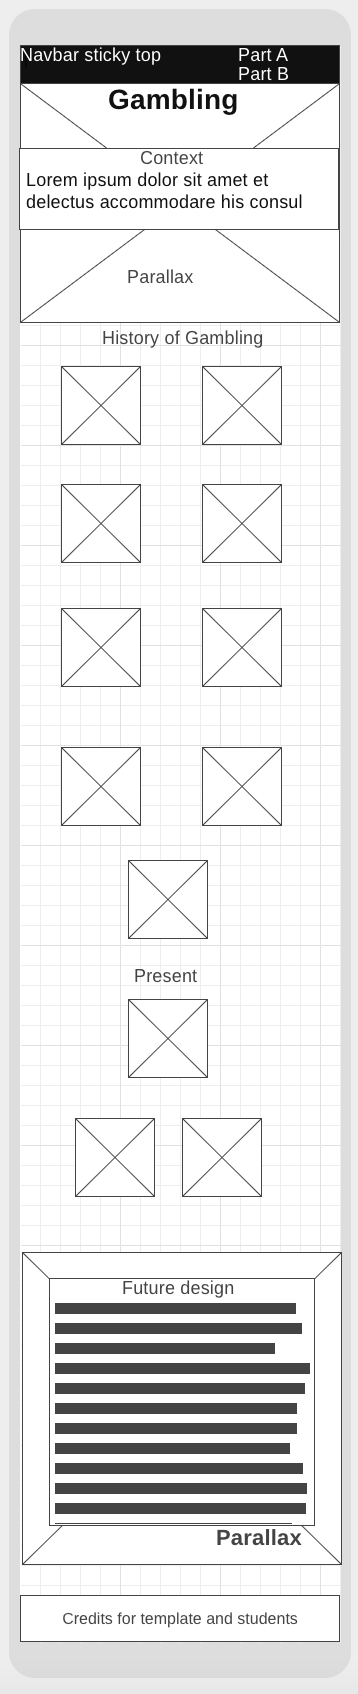 Navbar sticky top
Part A
Part B
Gambling
Context
Lorem ipsum dolor sit amet et
delectus accommodare his consul
Parallax
History of Gambling
Present
Future design
Parallax
Credits for template and students